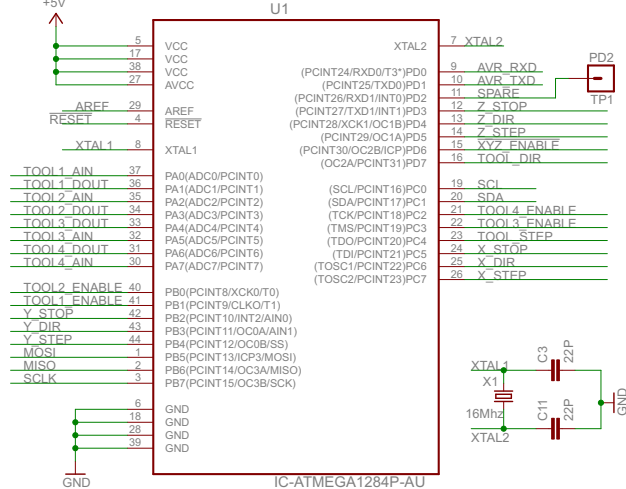 +5V
U1
5 VCC
17 VCC
38 VCC
27 AVCC
AREF 29 AREF
RESET 4 RESET
XTAL1 8 XTAL1
TOOL1_AIN 37 PA0(ADC0/PCINT0)
TOOL1_DOUT 36 PA1(ADC1/PCINT1)
TOOL2_AIN 35 PA2(ADC2/PCINT2)
TOOL2_DOUT 34 PA3(ADC3/PCINT3)
TOOL3_DOUT 33 PA4(ADC4/PCINT4)
TOOL3_AIN 32 PA5(ADC5/PCINT5)
TOOL4_DOUT 31 PA6(ADC6/PCINT6)
TOOL4_AIN 30 PA7(ADC7/PCINT7)
TOOL2_ENABLE 40 PB0(PCINT8/XCK0/T0)
TOOL1_ENABLE 41 PB1(PCINT9/CLKO/T1)
Y_STOP 42 PB2(PCINT10/INT2/AIN0)
Y_DIR 43 PB3(PCINT11/OC0A/AIN1)
Y_STEP 44 PB4(PCINT12/OC0B/SS)
MOSI 1 PB5(PCINT13/ICP3/MOSI)
MISO 2 PB6(PCINT14/OC3A/MISO)
SCLK 3 PB7(PCINT15/OC3B/SCK)
6 GND
18 GND
28 GND
39 GND
GND
XTAL2 7 XTAL2
(PCINT24/RXD0/T3*)PD0 9 AVR_RXD
(PCINT25/TXD0)PD1 10 AVR_TXD
(PCINT26/RXD1/INT0)PD2 11 SPARE
(PCINT27/TXD1/INT1)PD3 12 Z_STOP
(PCINT28/XCK1/OC1B)PD4 13 Z_DIR
(PCINT29/OC1A)PD5 14 Z_STEP
(PCINT30/OC2B/ICP)PD6 15 XYZ_ENABLE
(OC2A/PCINT31)PD7 16 TOOL_DIR
(SCL/PCINT16)PC0 19 SCL
(SDA/PCINT17)PC1 20 SDA
(TCK/PCINT18)PC2 21 TOOL4_ENABLE
(TMS/PCINT19)PC3 22 TOOL3_ENABLE
(TDO/PCINT20)PC4 23 TOOL_STEP
(TDI/PCINT21)PC5 24 X_STOP
(TOSC1/PCINT22)PC6 25 X_DIR
(TOSC2/PCINT23)PC7 26 X_STEP
PD2
TP1
XTAL1
C3
22P
X1
16Mhz
GND
C11
22P
XTAL2
IC-ATMEGA1284P-AU